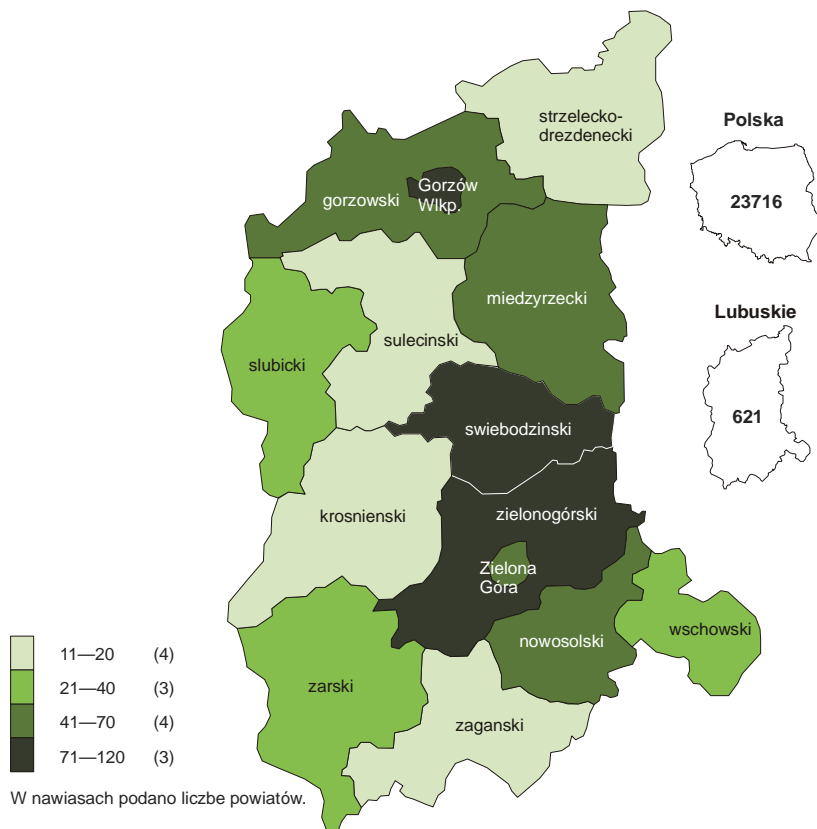 strzelecko-
drezdenecki
Polska
23716
gorzowski
Gorzów
Wlkp.
miedzyrzecki
Lubuskie
621
sulecinski
slubicki
swiebodzinski
krosnienski
zielonogórski
Zielona
Góra
wschowski
nowosolski
zarski
zaganski
11—20 (4)
21—40 (3)
41—70 (4)
71—120 (3)
W nawiasach podano liczbe powiatów.